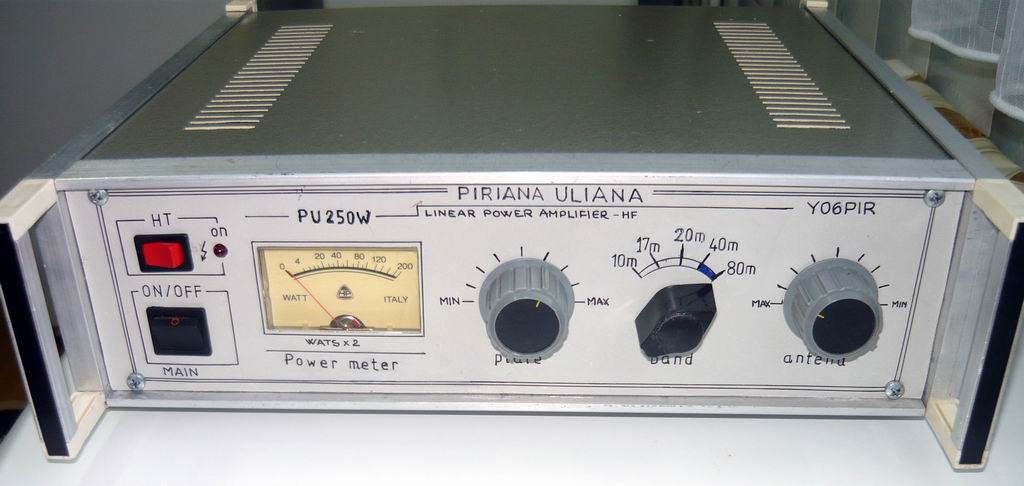 PIRIANA ULIANA
PU250W
LINEAR POWER AMPLIFIER - HF
YO6PIR
HT
on
ON/OFF
MAIN
0 4 20 40 80 120 200
WATT
ITALY
WATS x 2
Power meter
MIN
MAX
plate
10m 17m 20m 40m 80m
band
MAX
MIN
antena